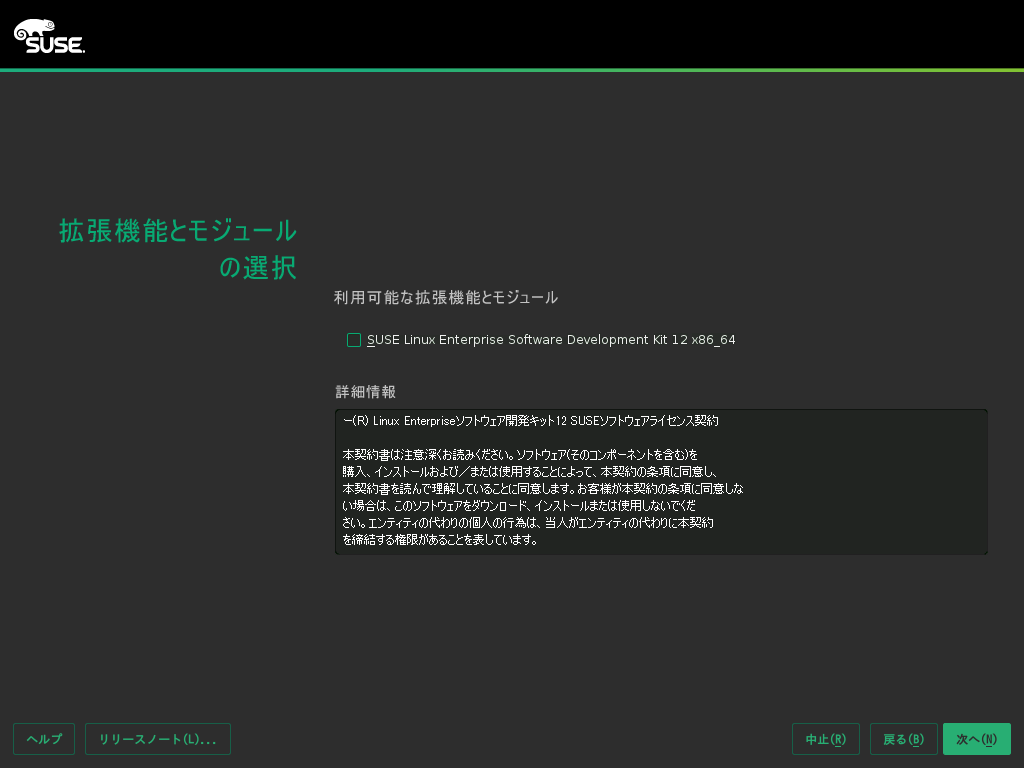 SUSE.
拡張機能とモジュール
の選択
利用可能な拡張機能とモジュール
SUSE Linux Enterprise Software Development Kit 12 x86_64
詳細情報
ー(R) Linux Enterpriseソフトウェア開発キット12 SUSEソフトウェアライセンス契約
本契約書は注意深くお読みください。ソフトウェア(そのコンポーネントを含む)を
購入、インストールおよび／または使用することによって、本契約の条項に同意し、
本契約書を読んで理解していることに同意します。お客様が本契約の条項に同意しな
い場合は、このソフトウェアをダウンロード、インストールまたは使用しないでくだ
さい。エンティティの代わりの個人の行為は、当人がエンティティの代わりに本契約
を締結する権限があることを表しています。
ヘルプ
リリースノート(L)...
中止(R)
戻る(B)
次へ(N)